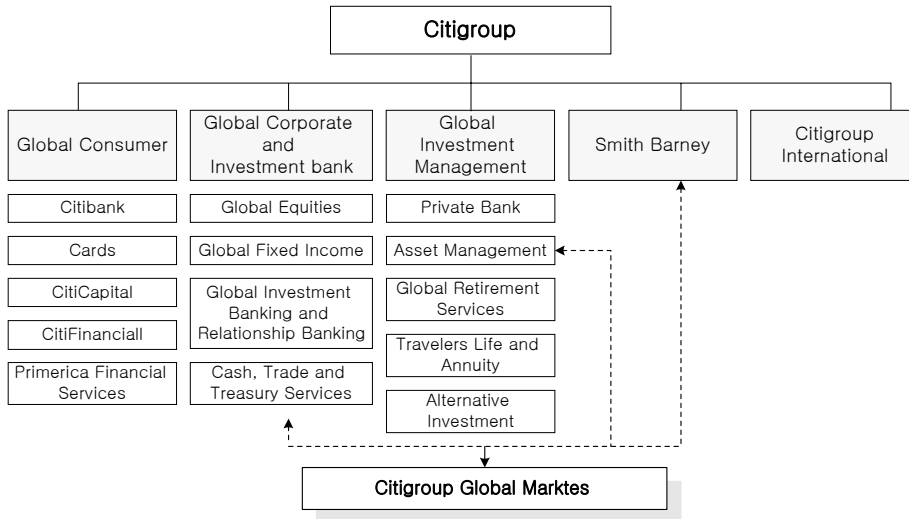 Citigroup
Global Consumer
Global Corporate
and
Investment bank
Global
Investment
Management
Smith Barney
Citigroup
International
Citibank
Cards
CitiCapital
CitiFinanciall
Primerica Financial
Services
Global Equities
Global Fixed Income
Global Investment
Banking and
Relationship Banking
Cash, Trade and
Treasury Services
Private Bank
Asset Management
Global Retirement
Services
Travelers Life and
Annuity
Alternative
Investment
Citigroup Global Marktes